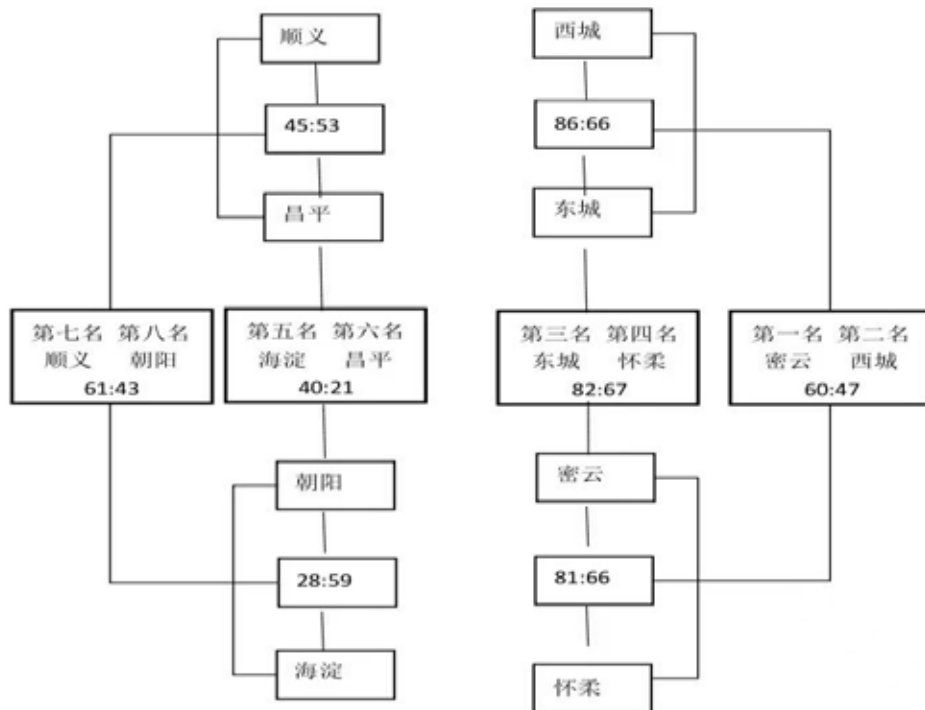 顺义
西城
45:53
86:66
昌平
东城
第七名 第八名
顺义 朝阳
61:43
第五名 第六名
海淀 昌平
40:21
第三名 第四名
东城 怀柔
82:67
第一名 第二名
密云 西城
60:47
朝阳
密云
28:59
81:66
海淀
怀柔